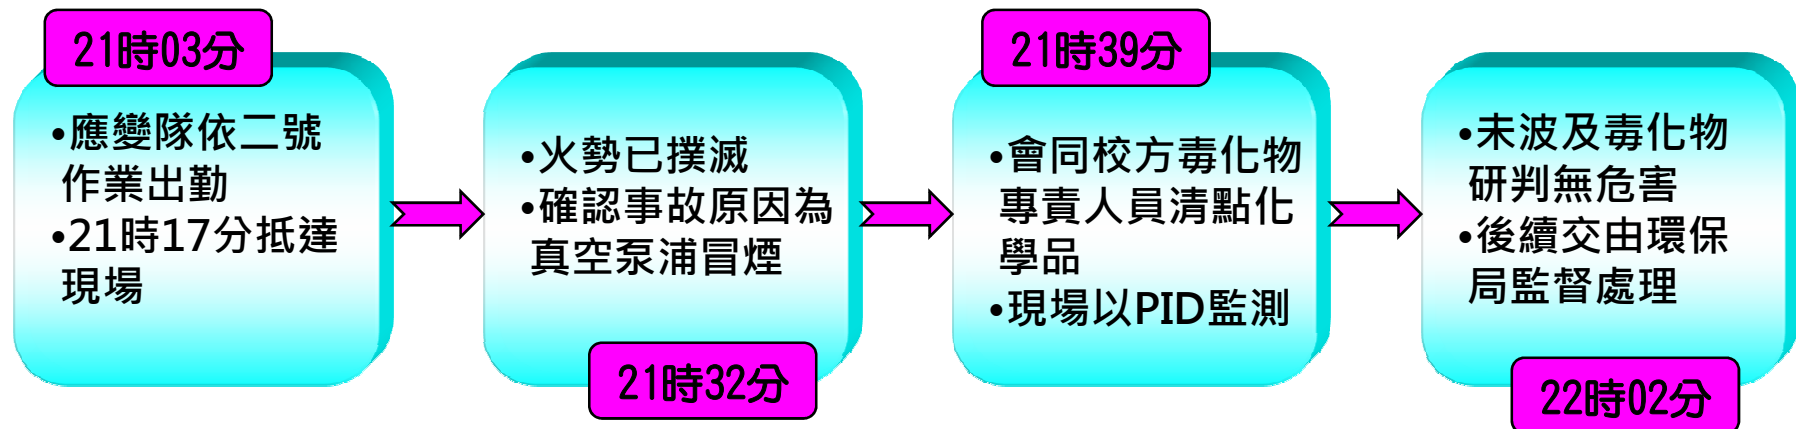 21時03分
•應變隊依二號
作業出勤
•21時17分抵達
現場
•火勢已撲滅
•確認事故原因為
真空泵浦冒煙
21時32分
21時39分
•會同校方毒化物
專責人員清點化
學品
•現場以PID監測
•未波及毒化物
研判無危害
•後續交由環保
局監督處理
22時02分